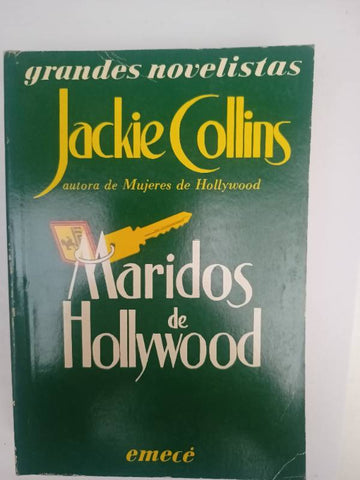 grandes novelistas
Jackie Collins
autora de Mujeres de Hollywood
Maridos
de
Hollywood
emecé